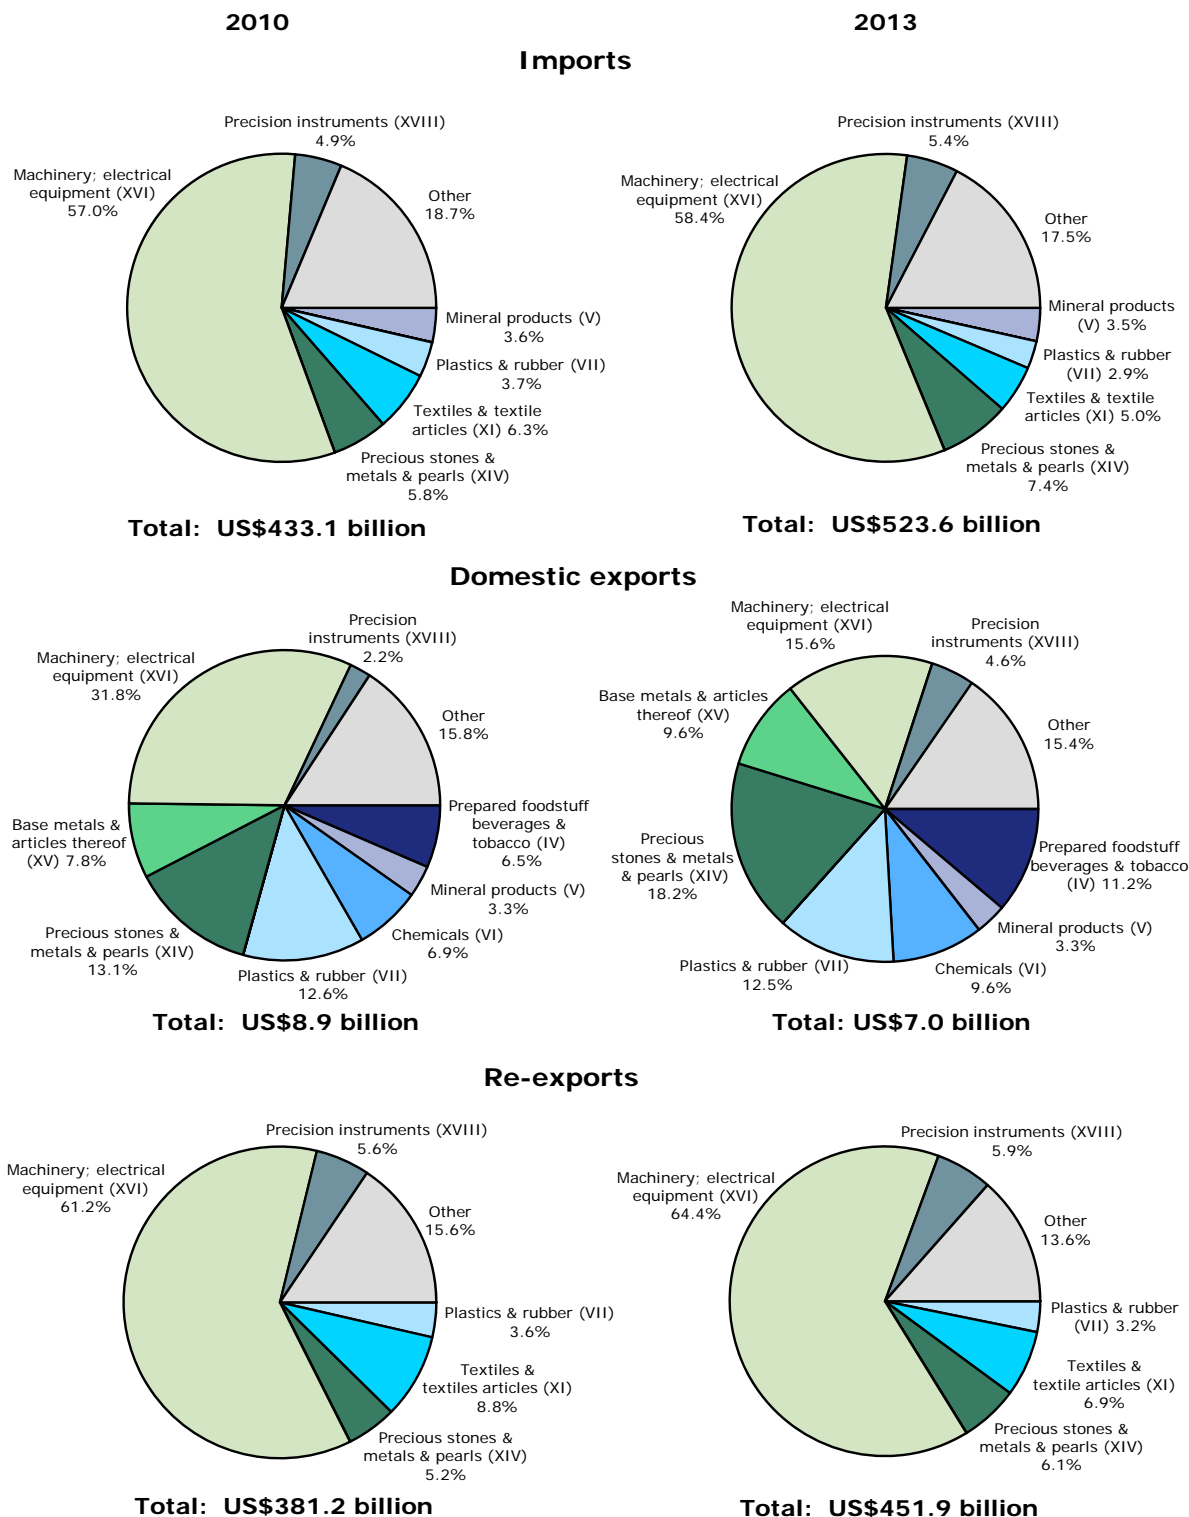 2010
2013
Imports
Precision instruments (XVIII)
4.9%
Machinery; electrical
equipment (XVI)
57.0%
Other
18.7%
Mineral products (V)
3.6%
Plastics & rubber (VII)
3.7%
Textiles & textile
articles (XI) 6.3%
Precious stones &
metals & pearls (XIV)
5.8%
Total:  US$433.1 billion
Precision instruments (XVIII)
5.4%
Machinery; electrical
equipment (XVI)
58.4%
Other
17.5%
Mineral products
(V) 3.5%
Plastics & rubber
(VII) 2.9%
Textiles & textile
articles (XI) 5.0%
Precious stones &
metals & pearls (XIV)
7.4%
Total:  US$523.6 billion
Domestic exports
Precision
instruments (XVIII)
2.2%
Machinery; electrical
equipment (XVI)
31.8%
Other
15.8%
Base metals &
articles thereof
(XV) 7.8%
Prepared foodstuff
beverages &
tobacco (IV)
6.5%
Mineral products (V)
3.3%
Chemicals (VI)
6.9%
Precious stones &
metals & pearls (XIV)
13.1%
Plastics & rubber (VII)
12.6%
Total:  US$8.9 billion
Machinery; electrical
equipment (XVI)
15.6%
Precision
instruments (XVIII)
4.6%
Base metals & articles
thereof (XV)
9.6%
Other
15.4%
Precious
stones & metals
& pearls (XIV)
18.2%
Prepared foodstuff
beverages & tobacco
(IV) 11.2%
Mineral products (V)
3.3%
Plastics & rubber (VII)
12.5%
Chemicals (VI)
9.6%
Total: US$7.0 billion
Re-exports
Precision instruments (XVIII)
5.6%
Machinery; electrical
equipment (XVI)
61.2%
Other
15.6%
Plastics & rubber (VII)
3.6%
Textiles &
textiles articles (XI)
8.8%
Precious stones &
metals & pearls (XIV)
5.2%
Total:  US$381.2 billion
Precision instruments (XVIII)
5.9%
Machinery; electrical
equipment (XVI)
64.4%
Other
13.6%
Plastics & rubber
(VII) 3.2%
Textiles &
textile articles (XI)
6.9%
Precious stones &
metals & pearls (XIV)
6.1%
Total:  US$451.9 billion